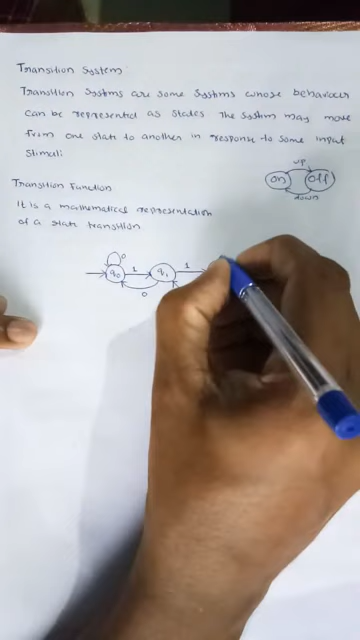 Transition System:
Transition Systems are some Systems whose behaviour
can be represented as states The System may move
from one state to another in response to some input
Stimuli
up
On
Off
down
Transition Function
It is a mathematical representation
of a state transition
0
q0
1
q1
1
0